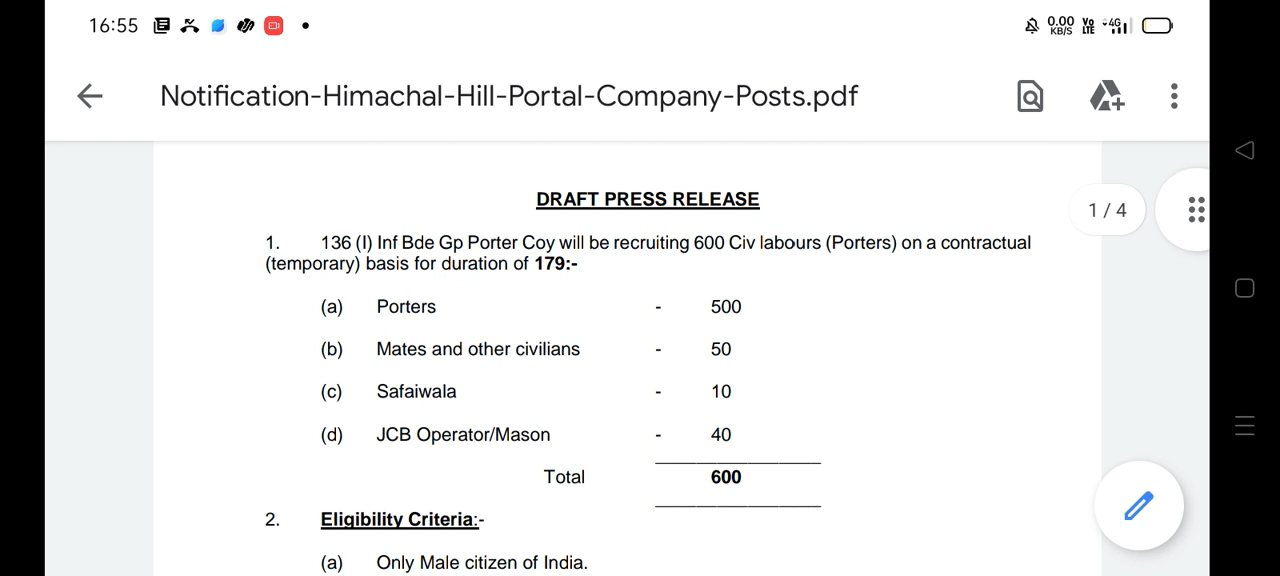 16:55
0.00 KB/S Vo LTE 4G
Notification-Himachal-Hill-Portal-Company-Posts.pdf
DRAFT PRESS RELEASE
1 / 4
1. 136 (I) Inf Bde Gp Porter Coy will be recruiting 600 Civ labours (Porters) on a contractual
(temporary) basis for duration of 179:-
(a) Porters - 500
(b) Mates and other civilians - 50
(c) Safaiwala - 10
(d) JCB Operator/Mason - 40
Total 600
2. Eligibility Criteria:-
(a) Only Male citizen of India.